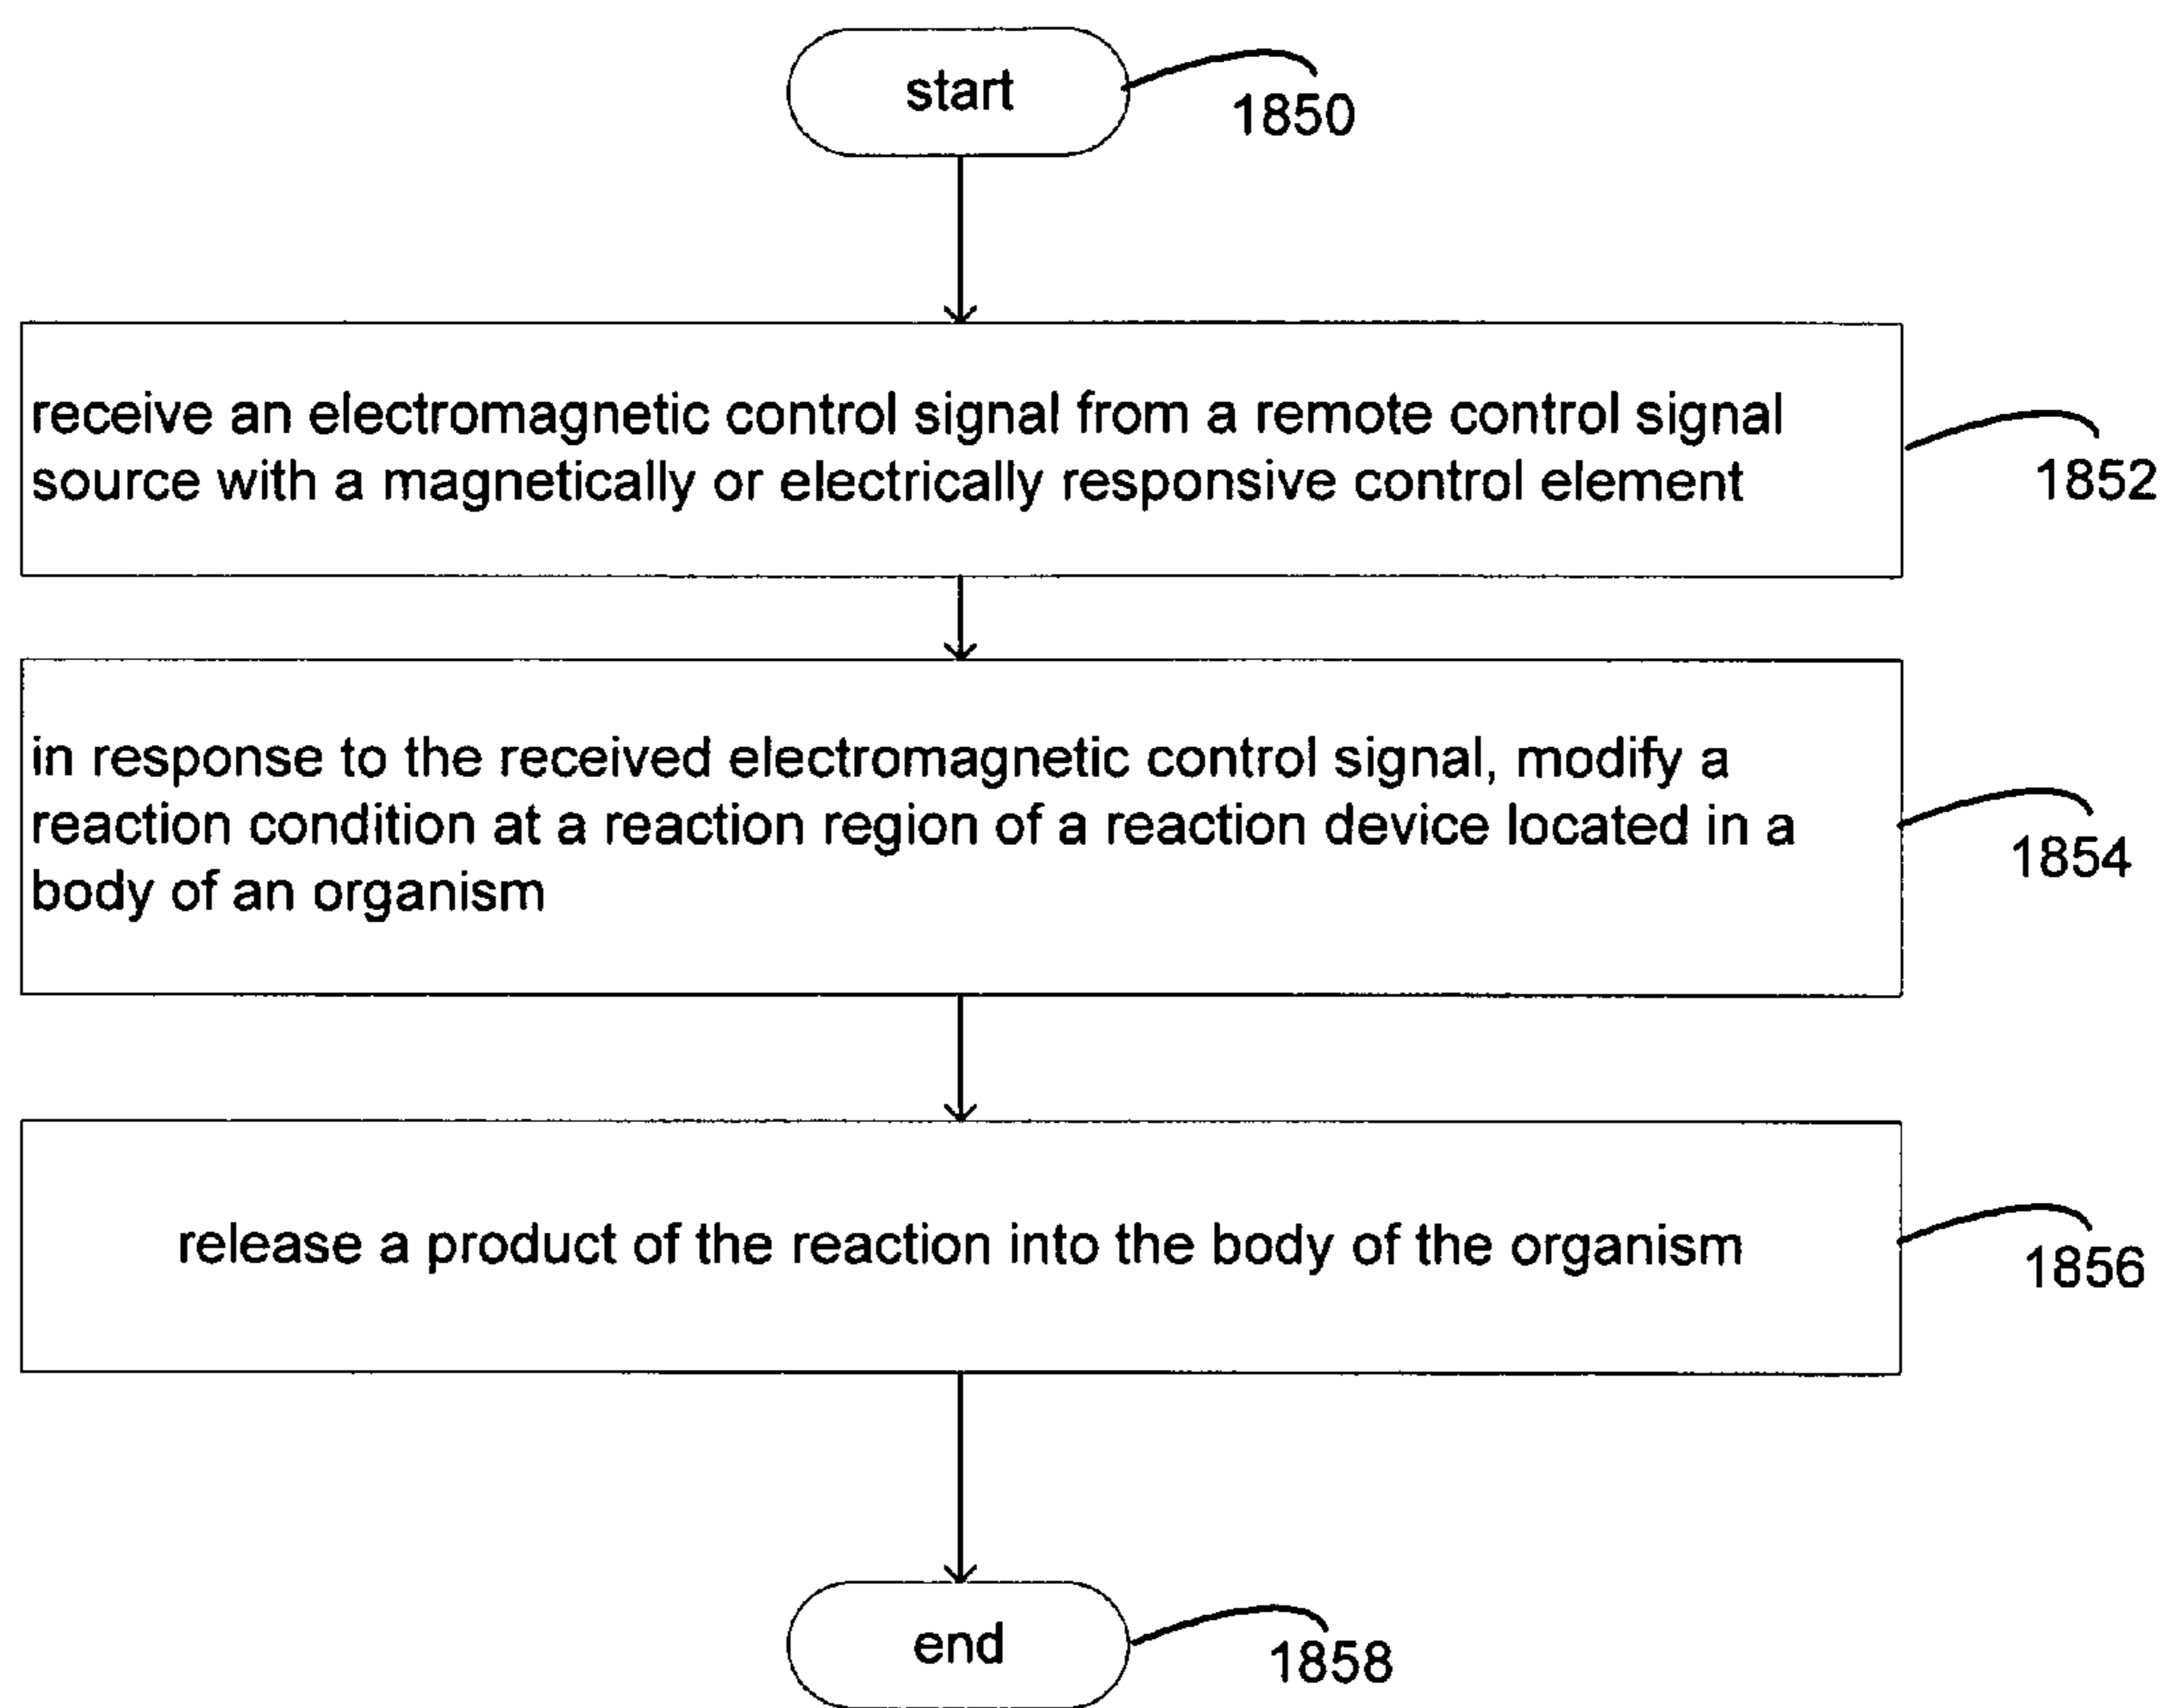 start
1850
receive an electromagnetic control signal from a remote control signal
source with a magnetically or electrically responsive control element
1852
in response to the received electromagnetic control signal, modify a
reaction condition at a reaction region of a reaction device located in a
body of an organism
1854
release a product of the reaction into the body of the organism
1856
end
1858